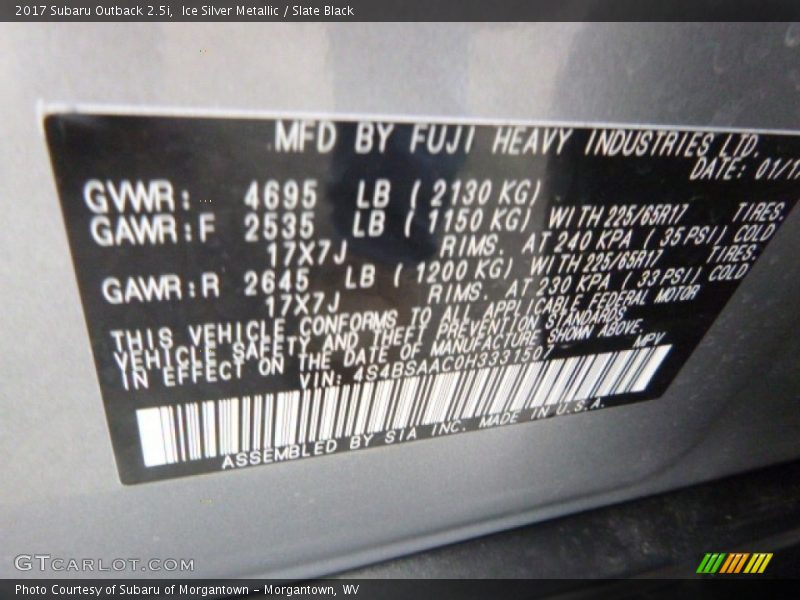 2017 Subaru Outback 2.5i,  Ice Silver Metallic / Slate Black
MFD BY FUJI HEAVY INDUSTRIES LTD.
DATE: 01/17
GVWR: 4695 LB ( 2130 KG)
GAWR:F 2535 LB ( 1150 KG) WITH 225/65R17 TIRES.
17X7J RIMS. AT 240 KPA ( 35 PSI) COLD
GAWR:R 2645 LB ( 1200 KG) WITH 225/65R17 TIRES.
17X7J RIMS. AT 230 KPA ( 33 PSI) COLD
THIS VEHICLE CONFORMS TO ALL APPLICABLE FEDERAL MOTOR
VEHICLE SAFETY AND THEFT PREVENTION STANDARDS
IN EFFECT ON THE DATE OF MANUFACTURE SHOWN ABOVE.
VIN: 4S4BSAAC0H3331507 MPV
ASSEMBLED BY SIA INC. MADE IN U.S.A.
GTCARLOT.COM
Photo Courtesy of Subaru of Morgantown – Morgantown, WV